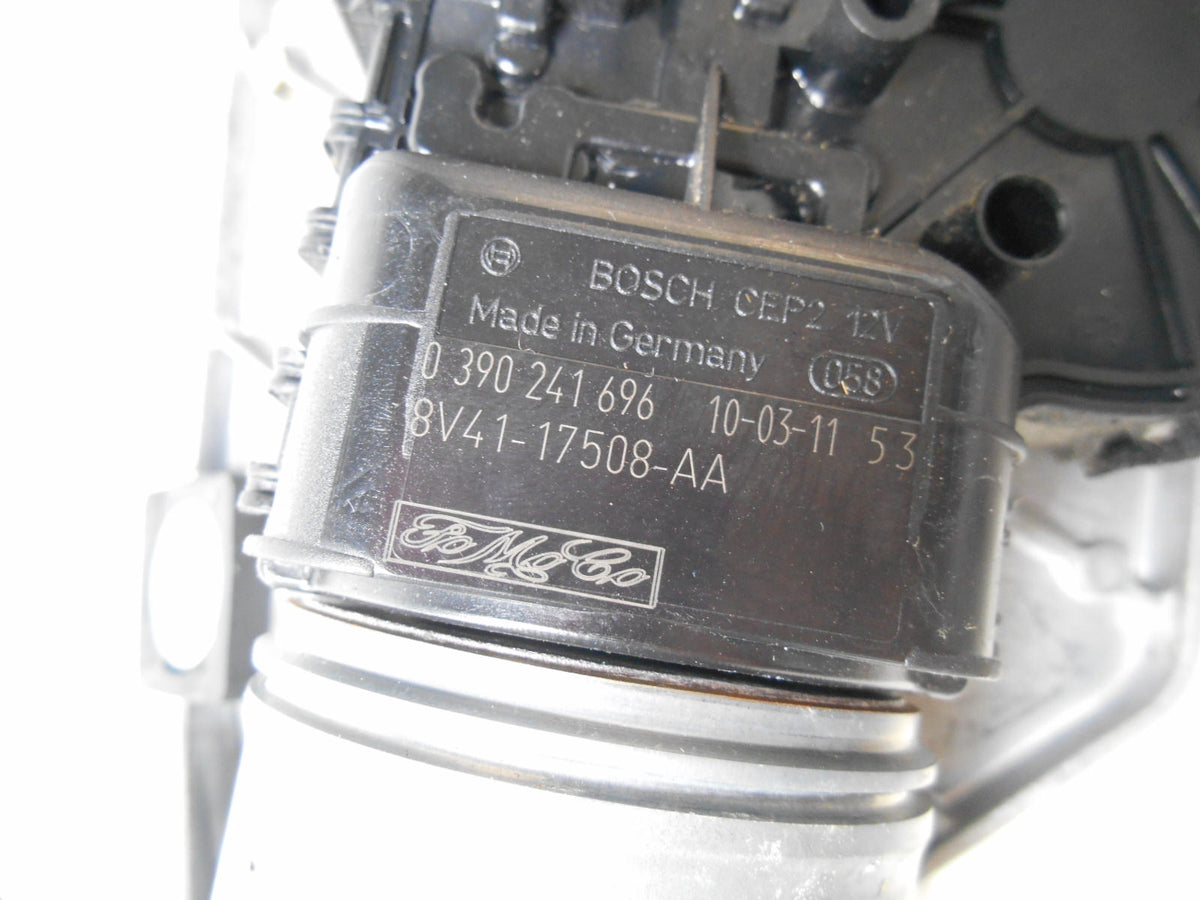 BOSCH CEP2 12V
Made in Germany 058
0 390 241 696 10-03-11 53
8V41-17508-AA
FoMoCo